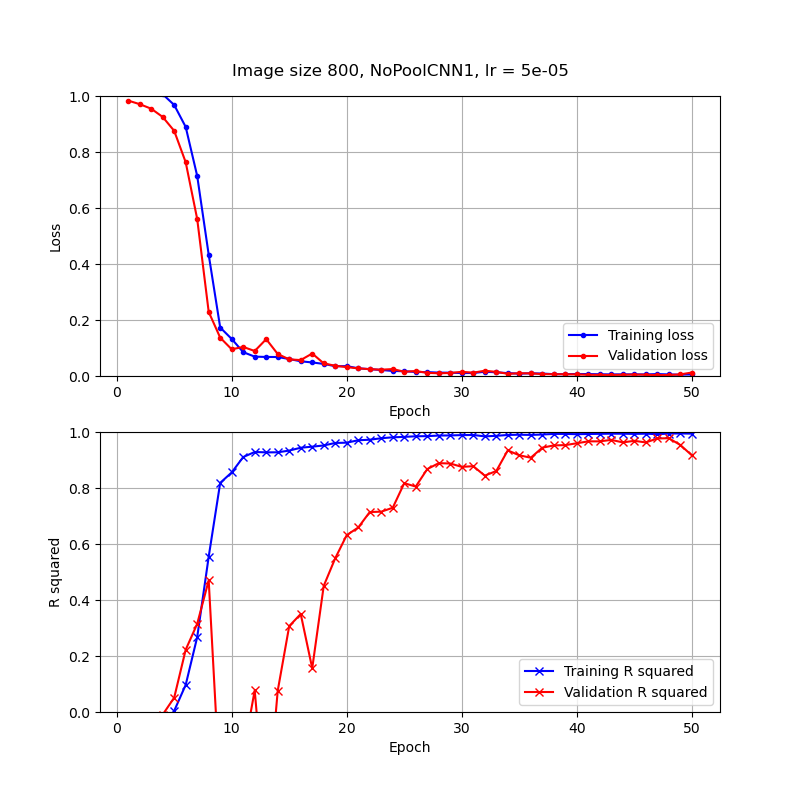 Image size 800, NoPoolCNN1, lr = 5e-05
1.0
0.8
0.6
0.4
0.2
0.0
Loss
Training loss
Validation loss
0 10 20 30 40 50
Epoch
1.0
0.8
0.6
0.4
0.2
0.0
R squared
Training R squared
Validation R squared
0 10 20 30 40 50
Epoch